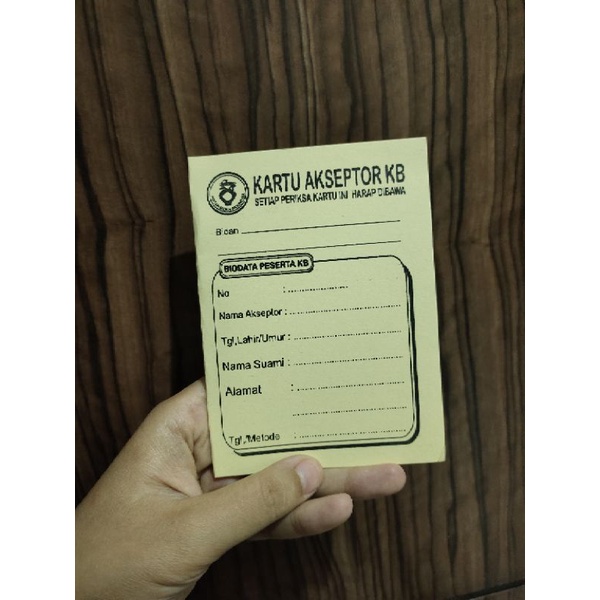 KARTU AKSEPTOR KB
SETIAP PERIKSA KARTU INI HARAP DIBAWA
Bidan
BIODATA PESERTA KB
No :
Nama Akseptor :
Tgl,Lahir/Umur :
Nama Suami :
Alamat :
Tgl,/Metode :